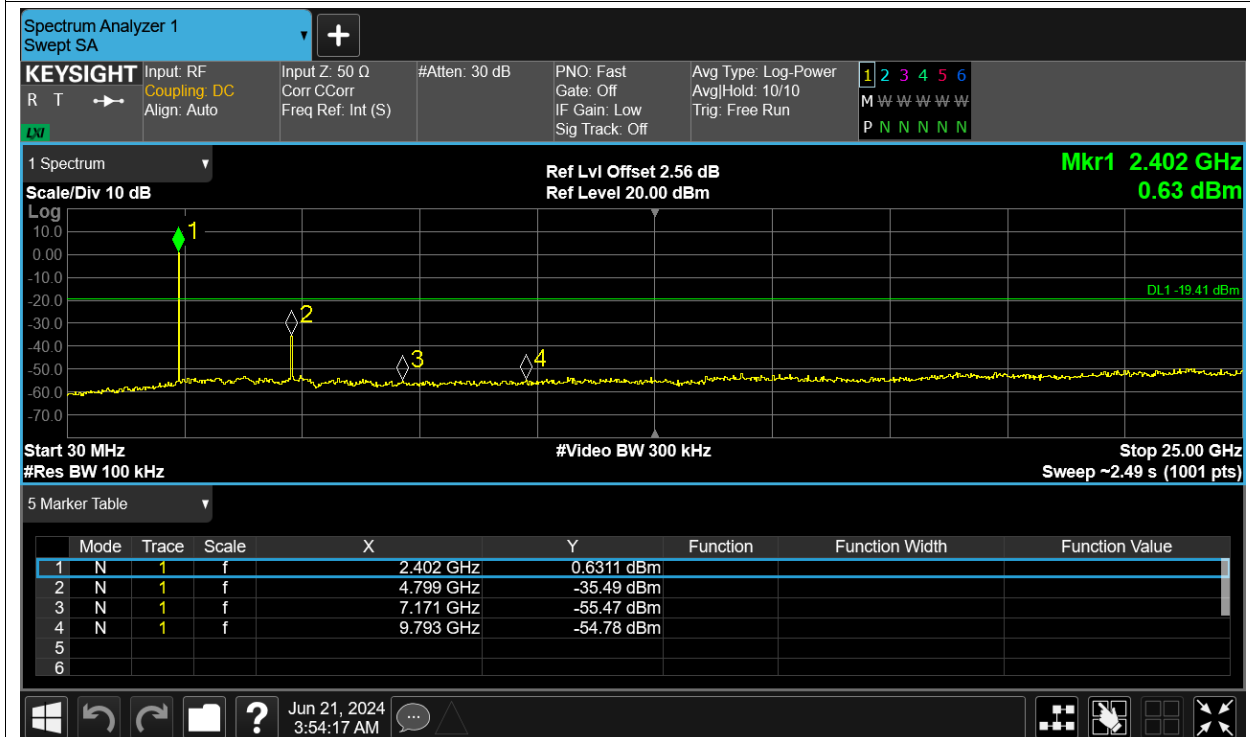 Spectrum Analyzer 1
Swept SA
KEYSIGHT Input: RF Input Z: 50 Ω #Atten: 30 dB PNO: Fast Avg Type: Log-Power 1 2 3 4 5 6
R T Coupling: DC Corr CCorr Gate: Off Avg|Hold: 10/10 M W W W W W W
Align: Auto Freq Ref: Int (S) IF Gain: Low Trig: Free Run
LXI Sig Track: Off P N N N N N N
1 Spectrum Ref Lvl Offset 2.56 dB Mkr1 2.402 GHz
Scale/Div 10 dB Ref Level 20.00 dBm 0.63 dBm
Log
10.0 1
0.00
-10.0
-20.0 DL1 -19.41 dBm
-30.0 2
-40.0
-50.0 3 4
-60.0
-70.0
Start 30 MHz #Video BW 300 kHz Stop 25.00 GHz
#Res BW 100 kHz Sweep ~2.49 s (1001 pts)
5 Marker Table
Mode Trace Scale X Y Function Function Width Function Value
1 N 1 f 2.402 GHz 0.6311 dBm
2 N 1 f 4.799 GHz -35.49 dBm
3 N 1 f 7.171 GHz -55.47 dBm
4 N 1 f 9.793 GHz -54.78 dBm
5
6
? Jun 21, 2024
3:54:17 AM